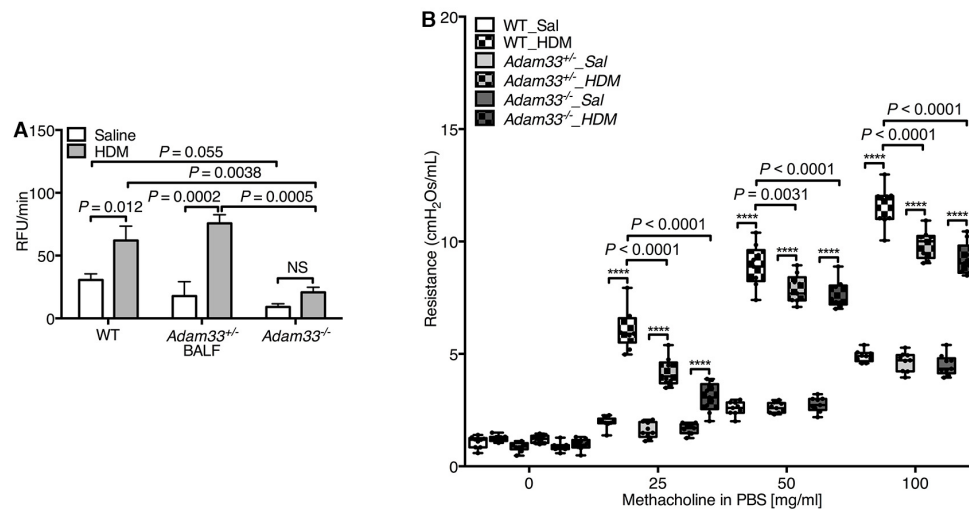 A
150
100
50
0
RFU/min
Saline
HDM
P = 0.055
P = 0.0038
P = 0.012
P = 0.0002
P = 0.0005
NS
WT
Adam33+/-
Adam33-/-
BALF
B
20
15
10
5
0
Resistance (cmH2Os/mL)
WT_Sal
WT_HDM
Adam33+/-_Sal
Adam33+/-_HDM
Adam33-/-_Sal
Adam33-/-_HDM
P < 0.0001
P < 0.0001
****
****
****
P < 0.0001
P = 0.0031
****
****
****
P < 0.0001
P < 0.0001
****
****
****
0
25
50
100
Methacholine in PBS [mg/ml]